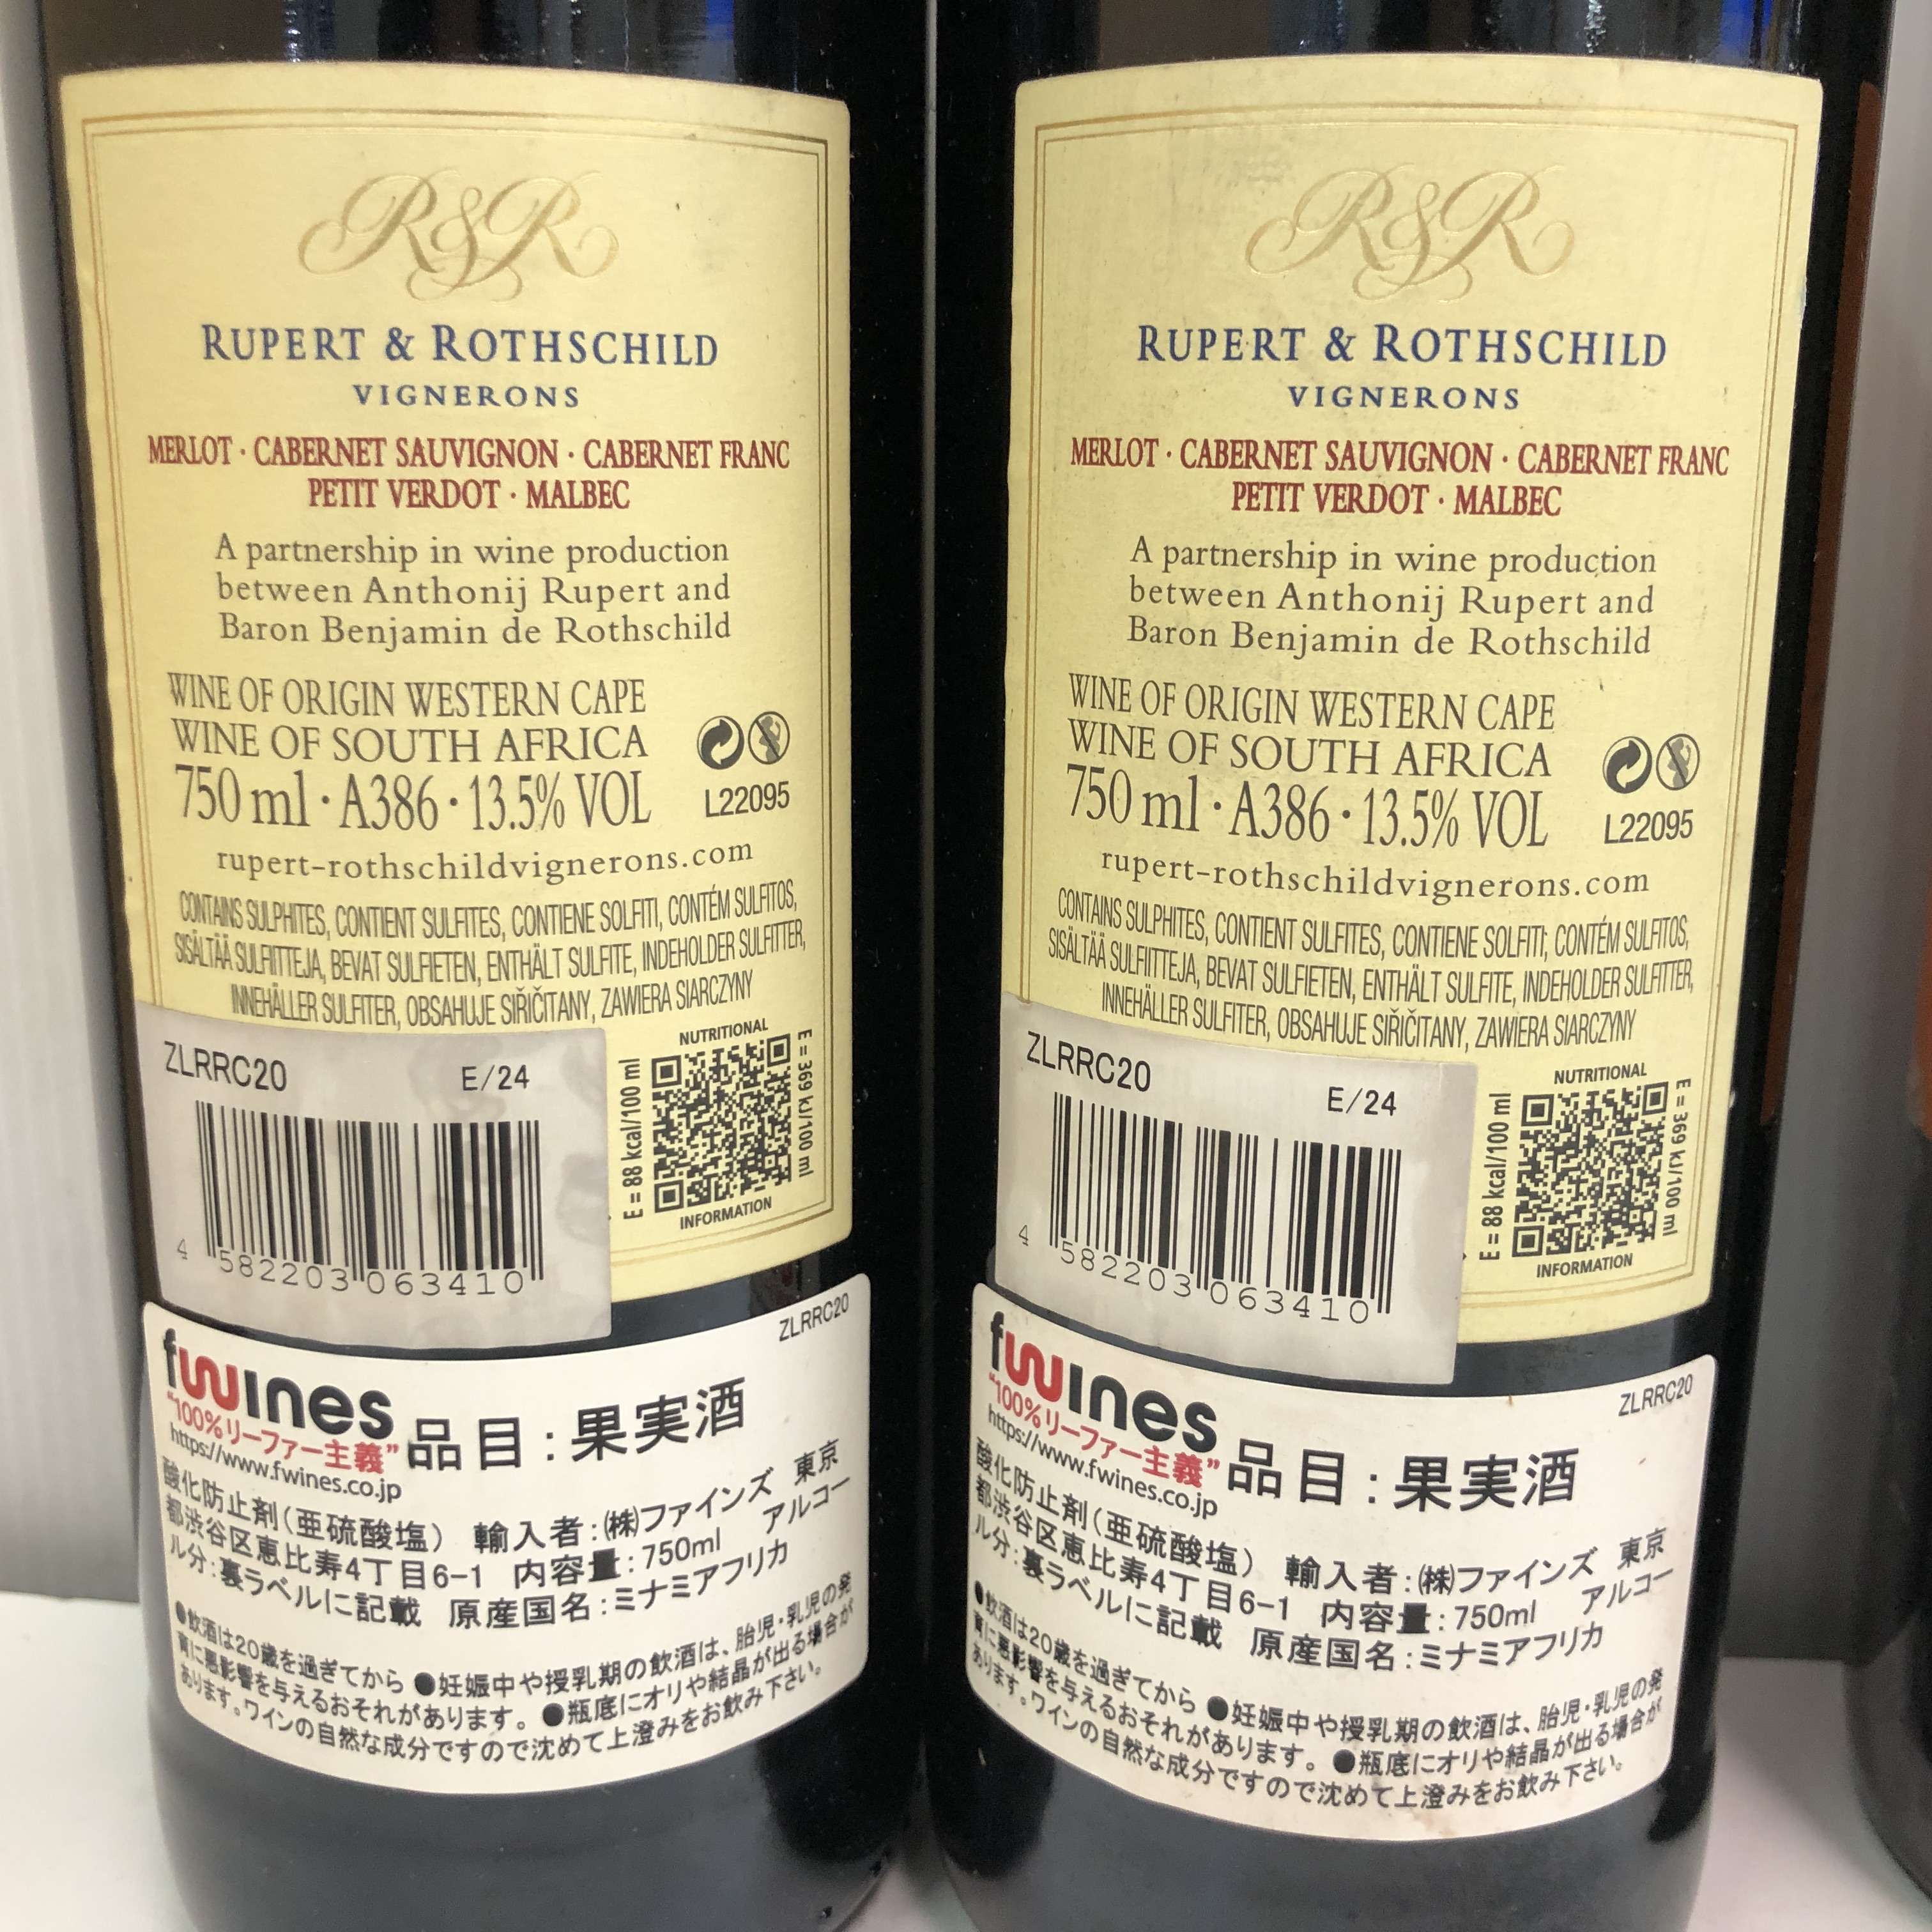 R&R
RUPERT & ROTHSCHILD
VIGNERONS
MERLOT · CABERNET SAUVIGNON · CABERNET FRANC
PETIT VERDOT · MALBEC
A partnership in wine production
between Anthonij Rupert and
Baron Benjamin de Rothschild
WINE OF ORIGIN WESTERN CAPE
WINE OF SOUTH AFRICA
750 ml · A386 · 13.5% VOL
L22095
rupert-rothschildvignerons.com
CONTAINS SULPHITES, CONTIENT SULFITES, CONTIENE SOLFITI, CONTÉM SULFITOS,
SISÄLTÄÄ SULFIITTEJA, BEVAT SULFIETEN, ENTHÄLT SULFITE, INDEHOLDER SULFITTER,
INNEHÄLLER SULFITER, OBSAHUJE SIŘIČITANY, ZAWIERA SIARCZYNY
ZLRRC20 E/24
4 582203 063410
NUTRITIONAL
E = 88 kcal/100 ml
E = 369 kJ/100 ml
INFORMATION
ZLRRC20
fwines
"100%リーファー主義"
https://www.fwines.co.jp
品目:果実酒
酸化防止剤(亜硫酸塩) 輸入者:㈱ファインズ 東京
都渋谷区恵比寿4丁目6-1 内容量:750ml アルコー
ル分:裏ラベルに記載 原産国名:ミナミアフリカ
●飲酒は20歳を過ぎてから ●妊娠中や授乳期の飲酒は、胎児・乳児の発
育に悪影響を与えるおそれがあります。 ●瓶底にオリや結晶が出る場合が
あります。ワインの自然な成分ですので沈めて上澄みをお飲み下さい。
R&R
RUPERT & ROTHSCHILD
VIGNERONS
MERLOT · CABERNET SAUVIGNON · CABERNET FRANC
PETIT VERDOT · MALBEC
A partnership in wine production
between Anthonij Rupert and
Baron Benjamin de Rothschild
WINE OF ORIGIN WESTERN CAPE
WINE OF SOUTH AFRICA
750 ml · A386 · 13.5% VOL
L22095
rupert-rothschildvignerons.com
CONTAINS SULPHITES, CONTIENT SULFITES, CONTIENE SOLFITI, CONTÉM SULFITOS,
SISÄLTÄÄ SULFIITTEJA, BEVAT SULFIETEN, ENTHÄLT SULFITE, INDEHOLDER SULFITTER,
INNEHÄLLER SULFITER, OBSAHUJE SIŘIČITANY, ZAWIERA SIARCZYNY
ZLRRC20 E/24
4 582203 063410
NUTRITIONAL
E = 88 kcal/100 ml
E = 369 kJ/100 ml
INFORMATION
ZLRRC20
fwines
"100%リーファー主義"
https://www.fwines.co.jp
品目:果実酒
酸化防止剤(亜硫酸塩) 輸入者:㈱ファインズ 東京
都渋谷区恵比寿4丁目6-1 内容量:750ml アルコー
ル分:裏ラベルに記載 原産国名:ミナミアフリカ
●飲酒は20歳を過ぎてから ●妊娠中や授乳期の飲酒は、胎児・乳児の発
育に悪影響を与えるおそれがあります。 ●瓶底にオリや結晶が出る場合が
あります。ワインの自然な成分ですので沈めて上澄みをお飲み下さい。